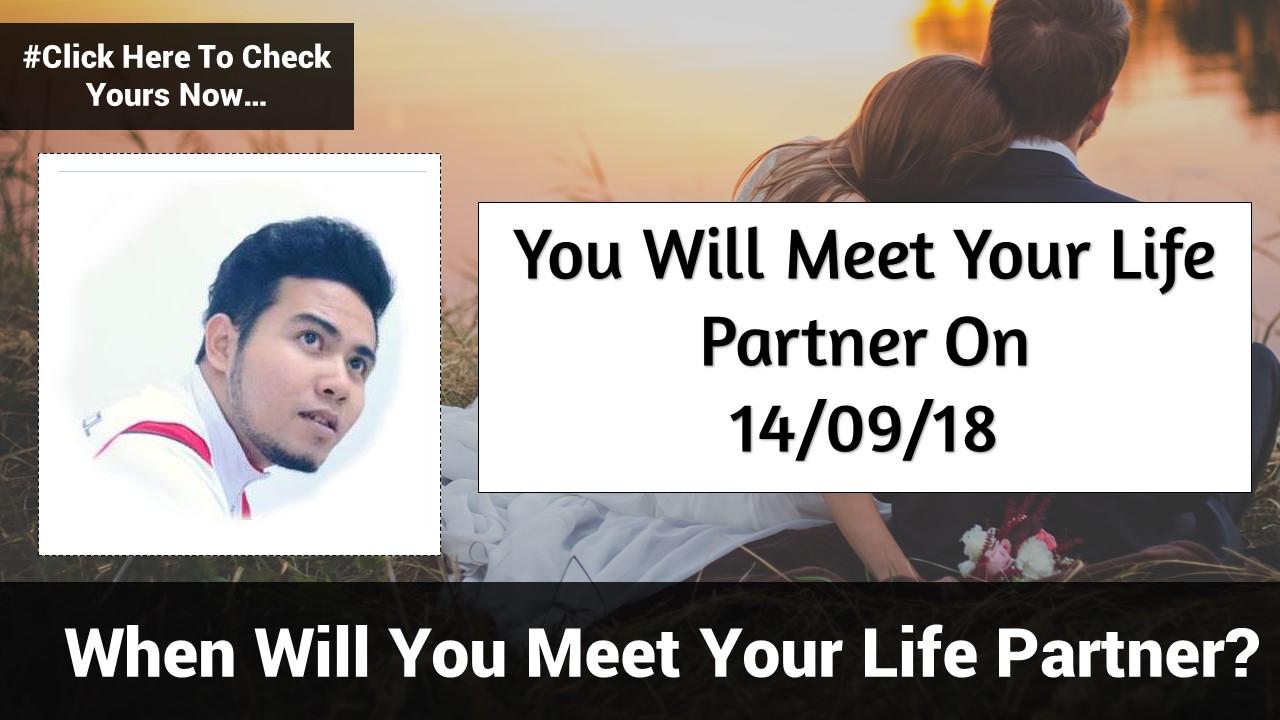 #Click Here To Check
Yours Now...
You Will Meet Your Life
Partner On
14/09/18
When Will You Meet Your Life Partner?